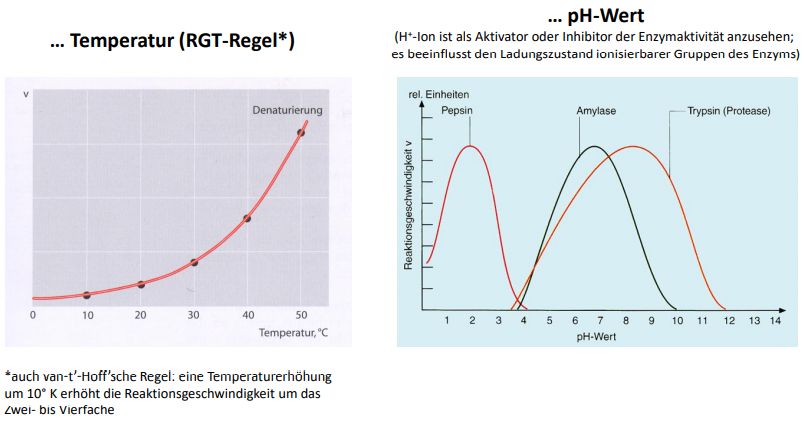 ... Temperatur (RGT-Regel*)
... pH-Wert
(H⁺-Ion ist als Aktivator oder Inhibitor der Enzymaktivität anzusehen;
es beeinflusst den Ladungszustand ionisierbarer Gruppen des Enzyms)
v
Denaturierung
0 10 20 30 40 50
Temperatur, °C
rel. Einheiten
Pepsin Amylase Trypsin (Protease)
Reaktionsgeschwindigkeit v
1 2 3 4 5 6 7 8 9 10 11 12 13 14
pH-Wert
*auch van-t'-Hoff'sche Regel: eine Temperaturerhöhung
um 10° K erhöht die Reaktionsgeschwindigkeit um das
Zwei- bis Vierfache